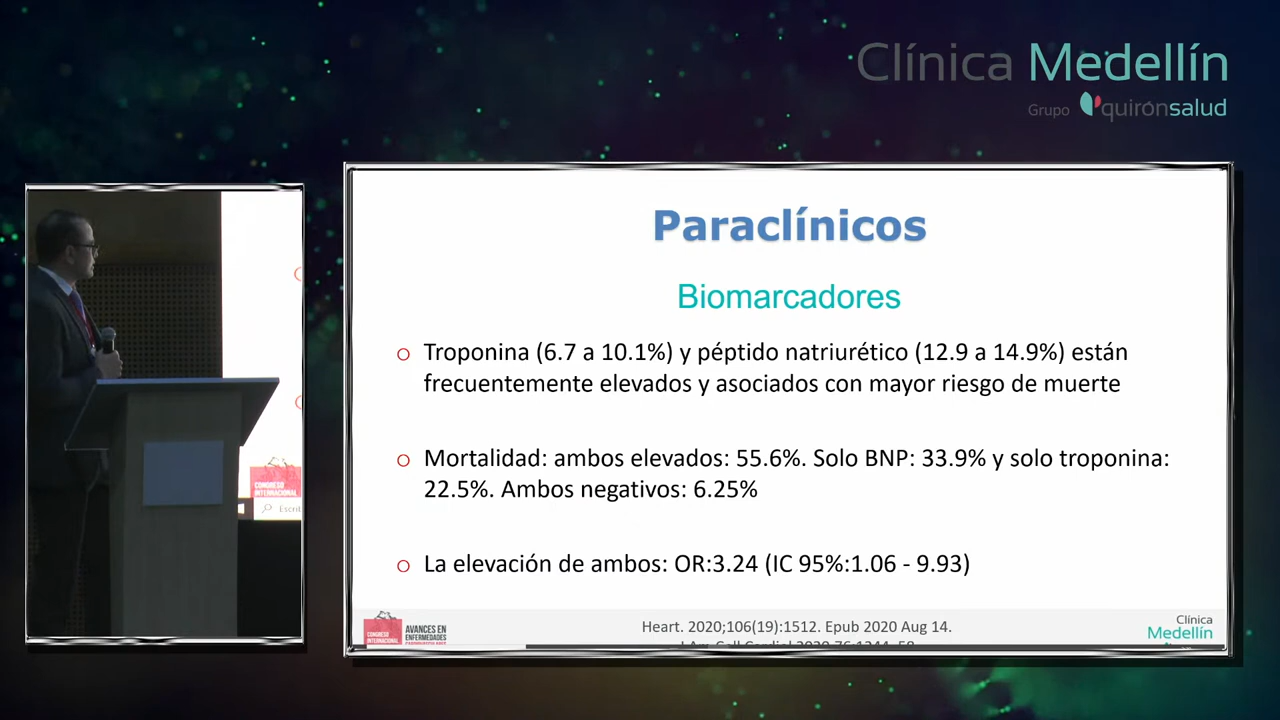 Clínica Medellín
Grupo quirónsalud
Paraclínicos
Biomarcadores
Troponina (6.7 a 10.1%) y péptido natriurético (12.9 a 14.9%) están
frecuentemente elevados y asociados con mayor riesgo de muerte
Mortalidad: ambos elevados: 55.6%. Solo BNP: 33.9% y solo troponina:
22.5%. Ambos negativos: 6.25%
La elevación de ambos: OR:3.24 (IC 95%:1.06 - 9.93)
CONGRESO
INTERNACIONAL
Escrit
CONGRESO
INTERNACIONAL
AVANCES EN
ENFERMEDADES
Heart. 2020;106(19):1512. Epub 2020 Aug 14.
Clínica
Medellín